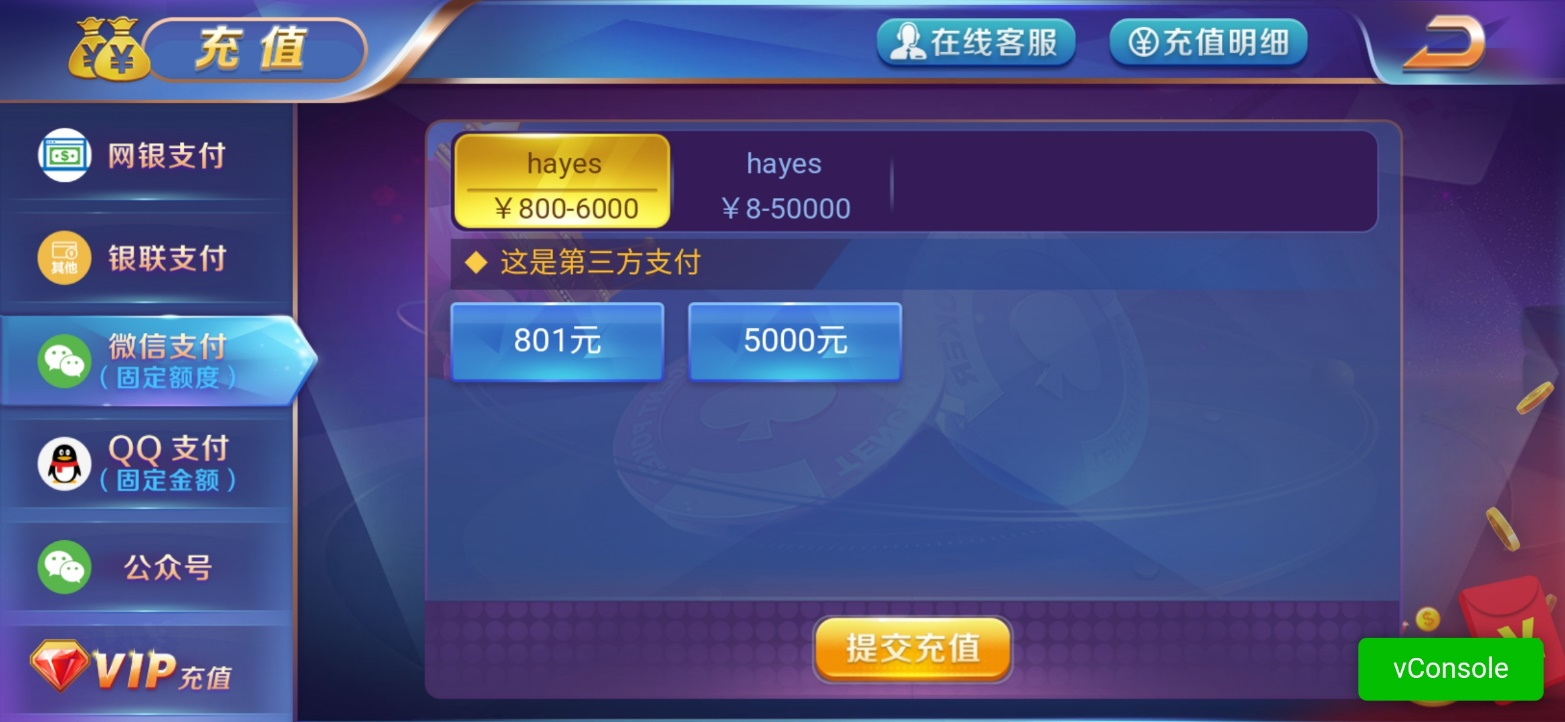 充值
在线客服
充值明细
网银支付
其他
银联支付
微信支付
(固定额度)
QQ支付
(固定金额)
公众号
VIP充值
hayes
￥800-6000
hayes
￥8-50000
这是第三方支付
801元
5000元
提交充值
vConsole